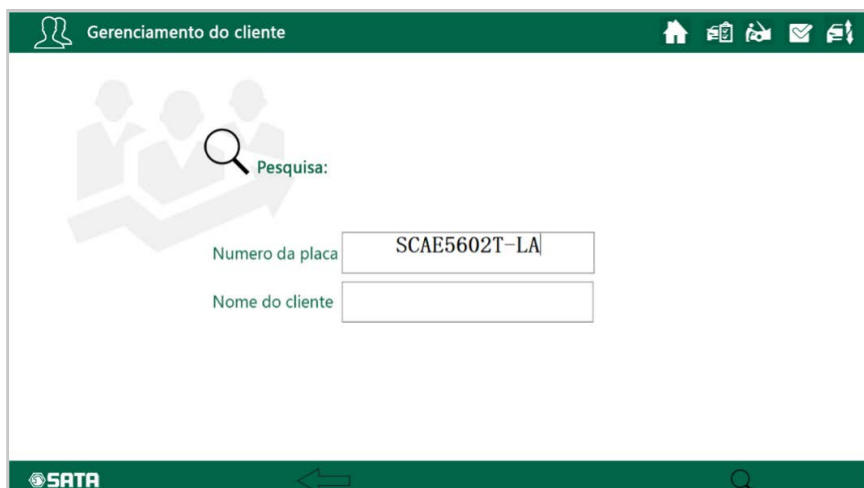 Gerenciamento do cliente
Pesquisa:
Numero da placa SCAE5602T-LA
Nome do cliente
SATA